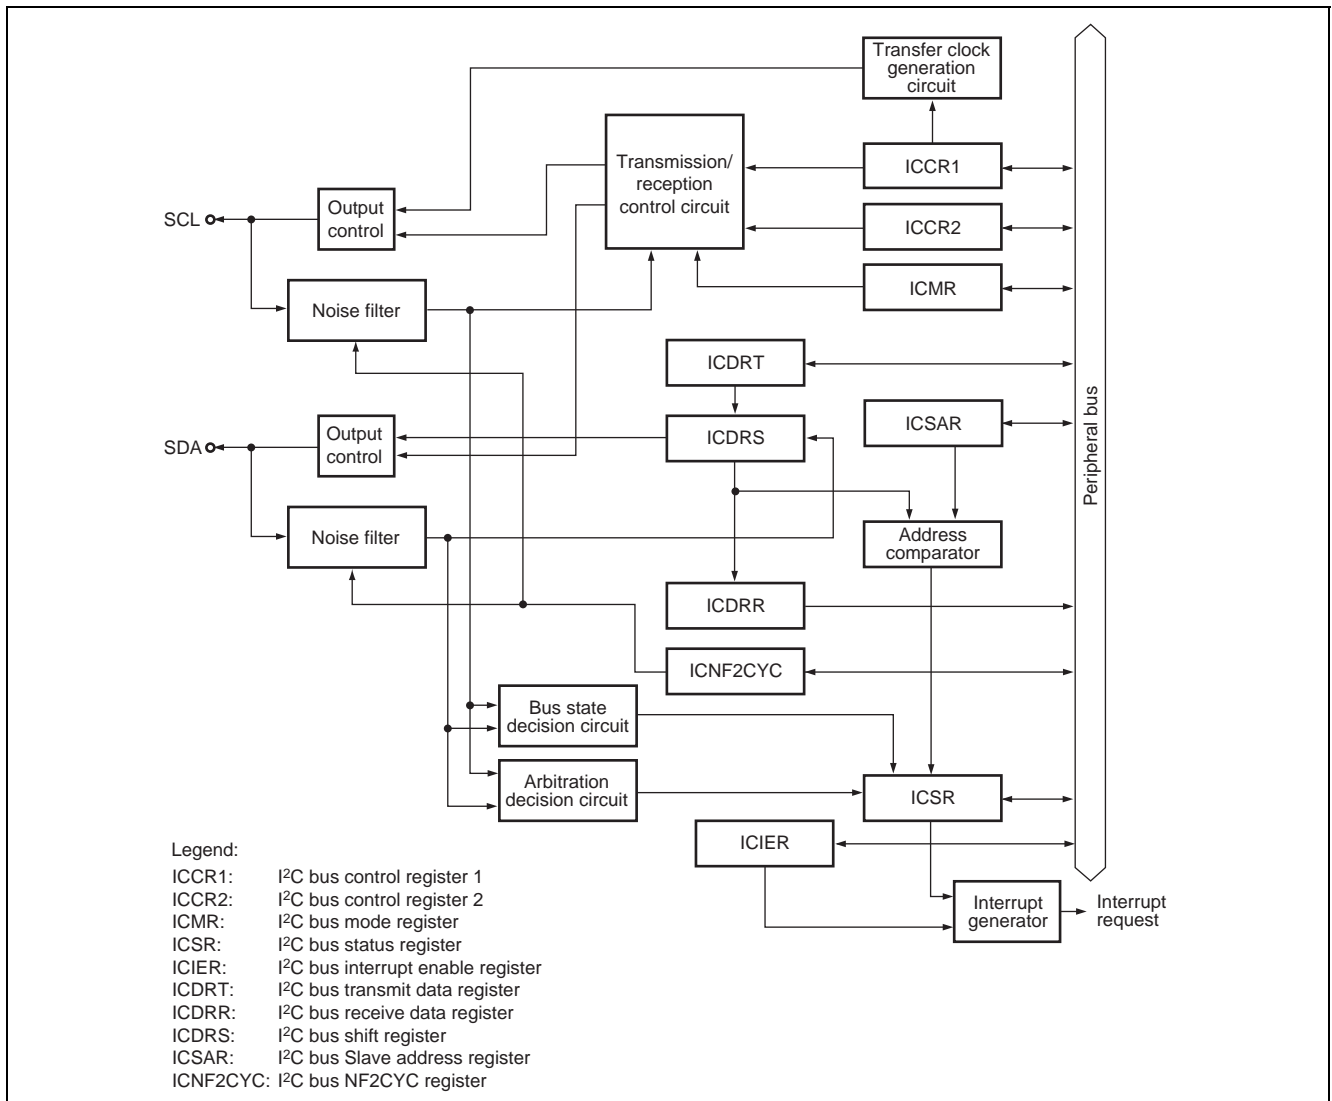 Transfer clock
generation
circuit
Transmission/
reception
control circuit
ICCR1
SCL
Output
control
ICCR2
ICMR
Noise filter
ICDRT
SDA
Output
control
ICDRS
ICSAR
Peripheral bus
Noise filter
Address
comparator
ICDRR
ICNF2CYC
Bus state
decision circuit
Arbitration
decision circuit
ICSR
ICIER
Interrupt
generator
Interrupt
request
Legend:
ICCR1: I²C bus control register 1
ICCR2: I²C bus control register 2
ICMR: I²C bus mode register
ICSR: I²C bus status register
ICIER: I²C bus interrupt enable register
ICDRT: I²C bus transmit data register
ICDRR: I²C bus receive data register
ICDRS: I²C bus shift register
ICSAR: I²C bus Slave address register
ICNF2CYC: I²C bus NF2CYC register